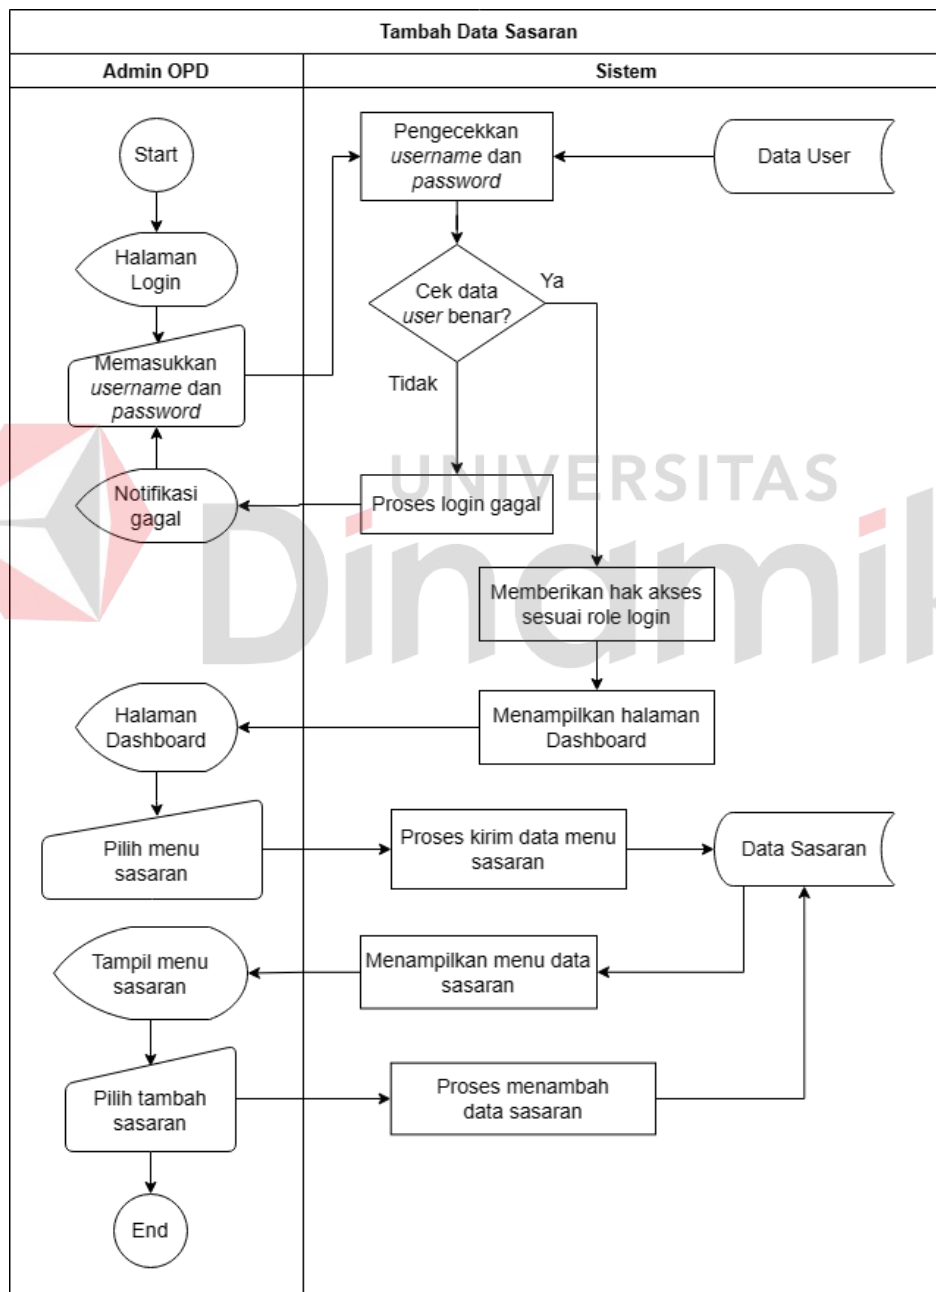 Tambah Data Sasaran
Admin OPD
Sistem
Start
Pengecekkan
username dan
password
Data User
Halaman
Login
Cek data
user benar?
Ya
Memasukkan
username dan
password
Tidak
UNIVERSITAS
Notifikasi
gagal
Proses login gagal
Dinamik
Memberikan hak akses
sesuai role login
Halaman
Dashboard
Menampilkan halaman
Dashboard
Pilih menu
sasaran
Proses kirim data menu
sasaran
Data Sasaran
Tampil menu
sasaran
Menampilkan menu data
sasaran
Pilih tambah
sasaran
Proses menambah
data sasaran
End